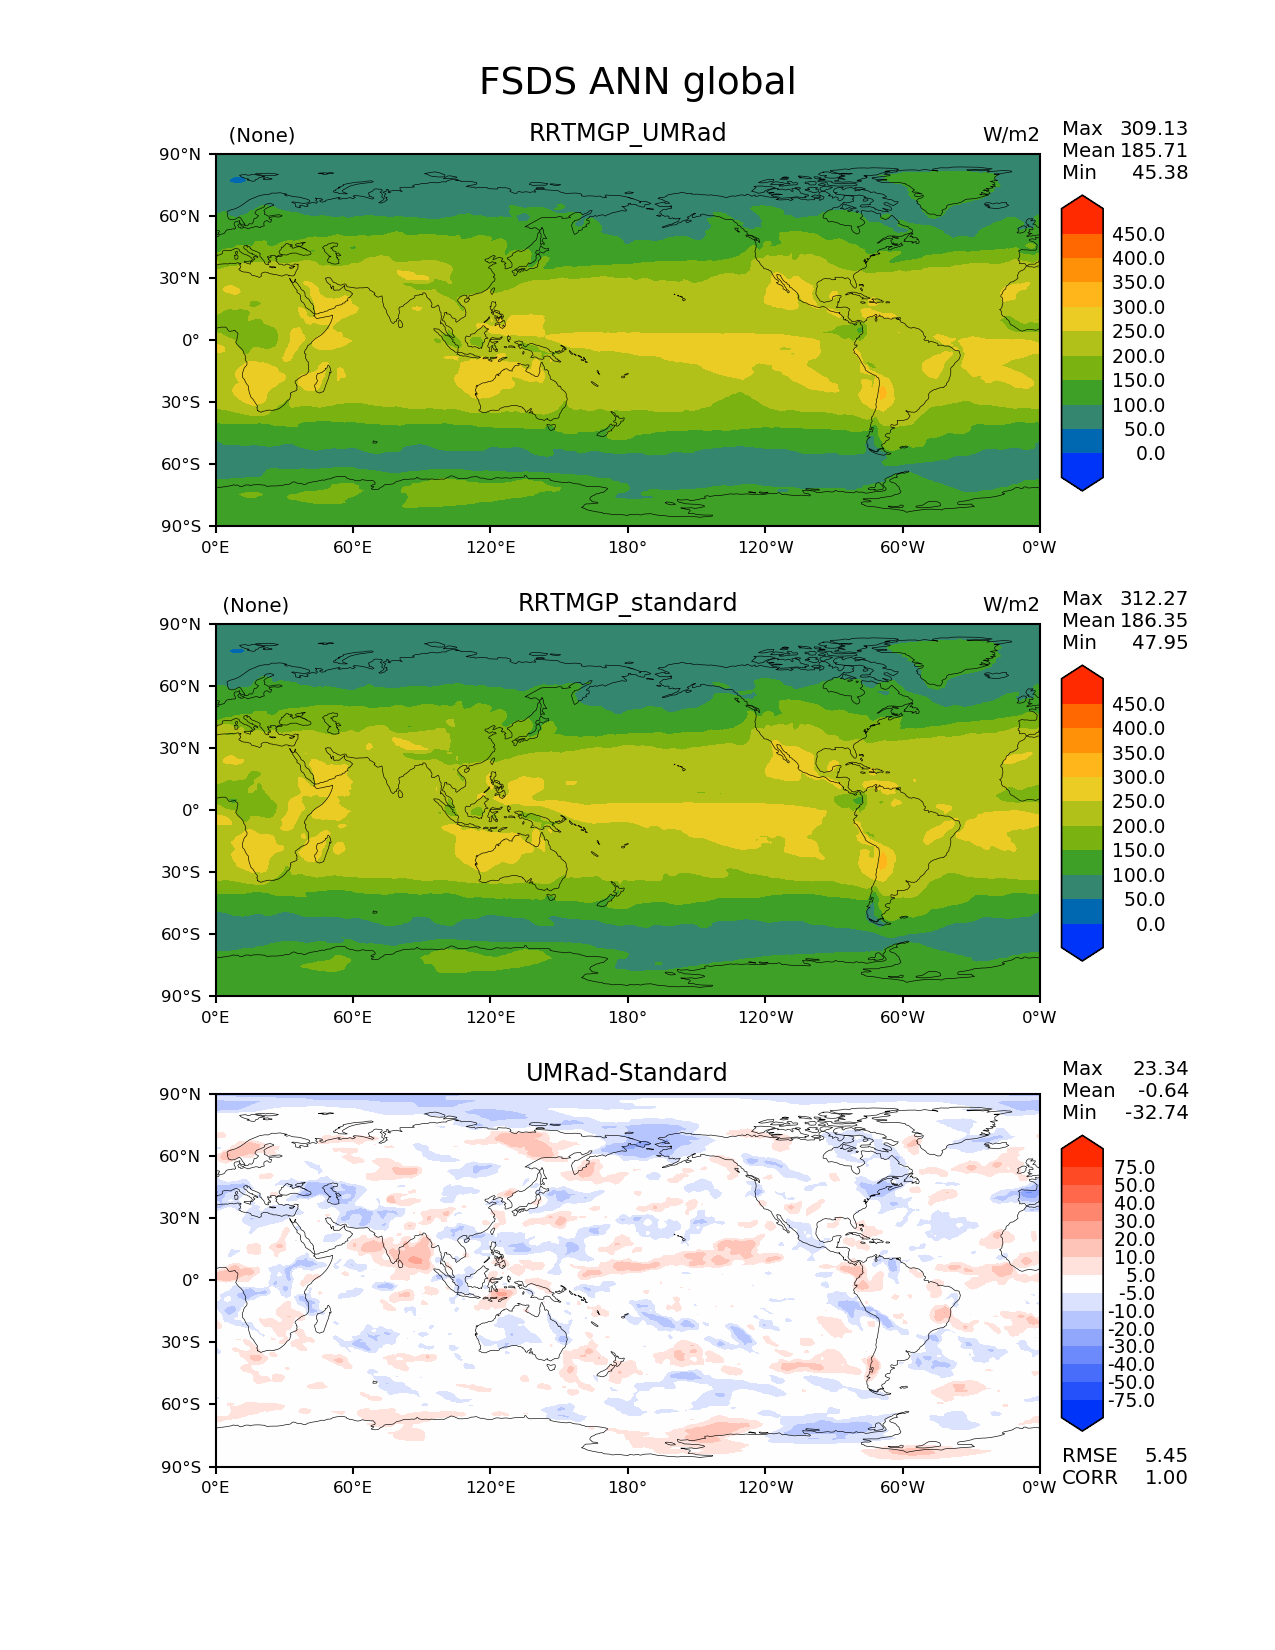 FSDS ANN global
(None) RRTMGP_UMRad W/m2
Max 309.13
Mean 185.71
Min 45.38
90°N
60°N
30°N
0°
30°S
60°S
90°S
0°E 60°E 120°E 180° 120°W 60°W 0°W
450.0
400.0
350.0
300.0
250.0
200.0
150.0
100.0
50.0
0.0
(None) RRTMGP_standard W/m2
Max 312.27
Mean 186.35
Min 47.95
90°N
60°N
30°N
0°
30°S
60°S
90°S
0°E 60°E 120°E 180° 120°W 60°W 0°W
450.0
400.0
350.0
300.0
250.0
200.0
150.0
100.0
50.0
0.0
UMRad-Standard
Max 23.34
Mean -0.64
Min -32.74
90°N
60°N
30°N
0°
30°S
60°S
90°S
0°E 60°E 120°E 180° 120°W 60°W 0°W
75.0
50.0
40.0
30.0
20.0
10.0
5.0
-5.0
-10.0
-20.0
-30.0
-40.0
-50.0
-75.0
RMSE 5.45
CORR 1.00